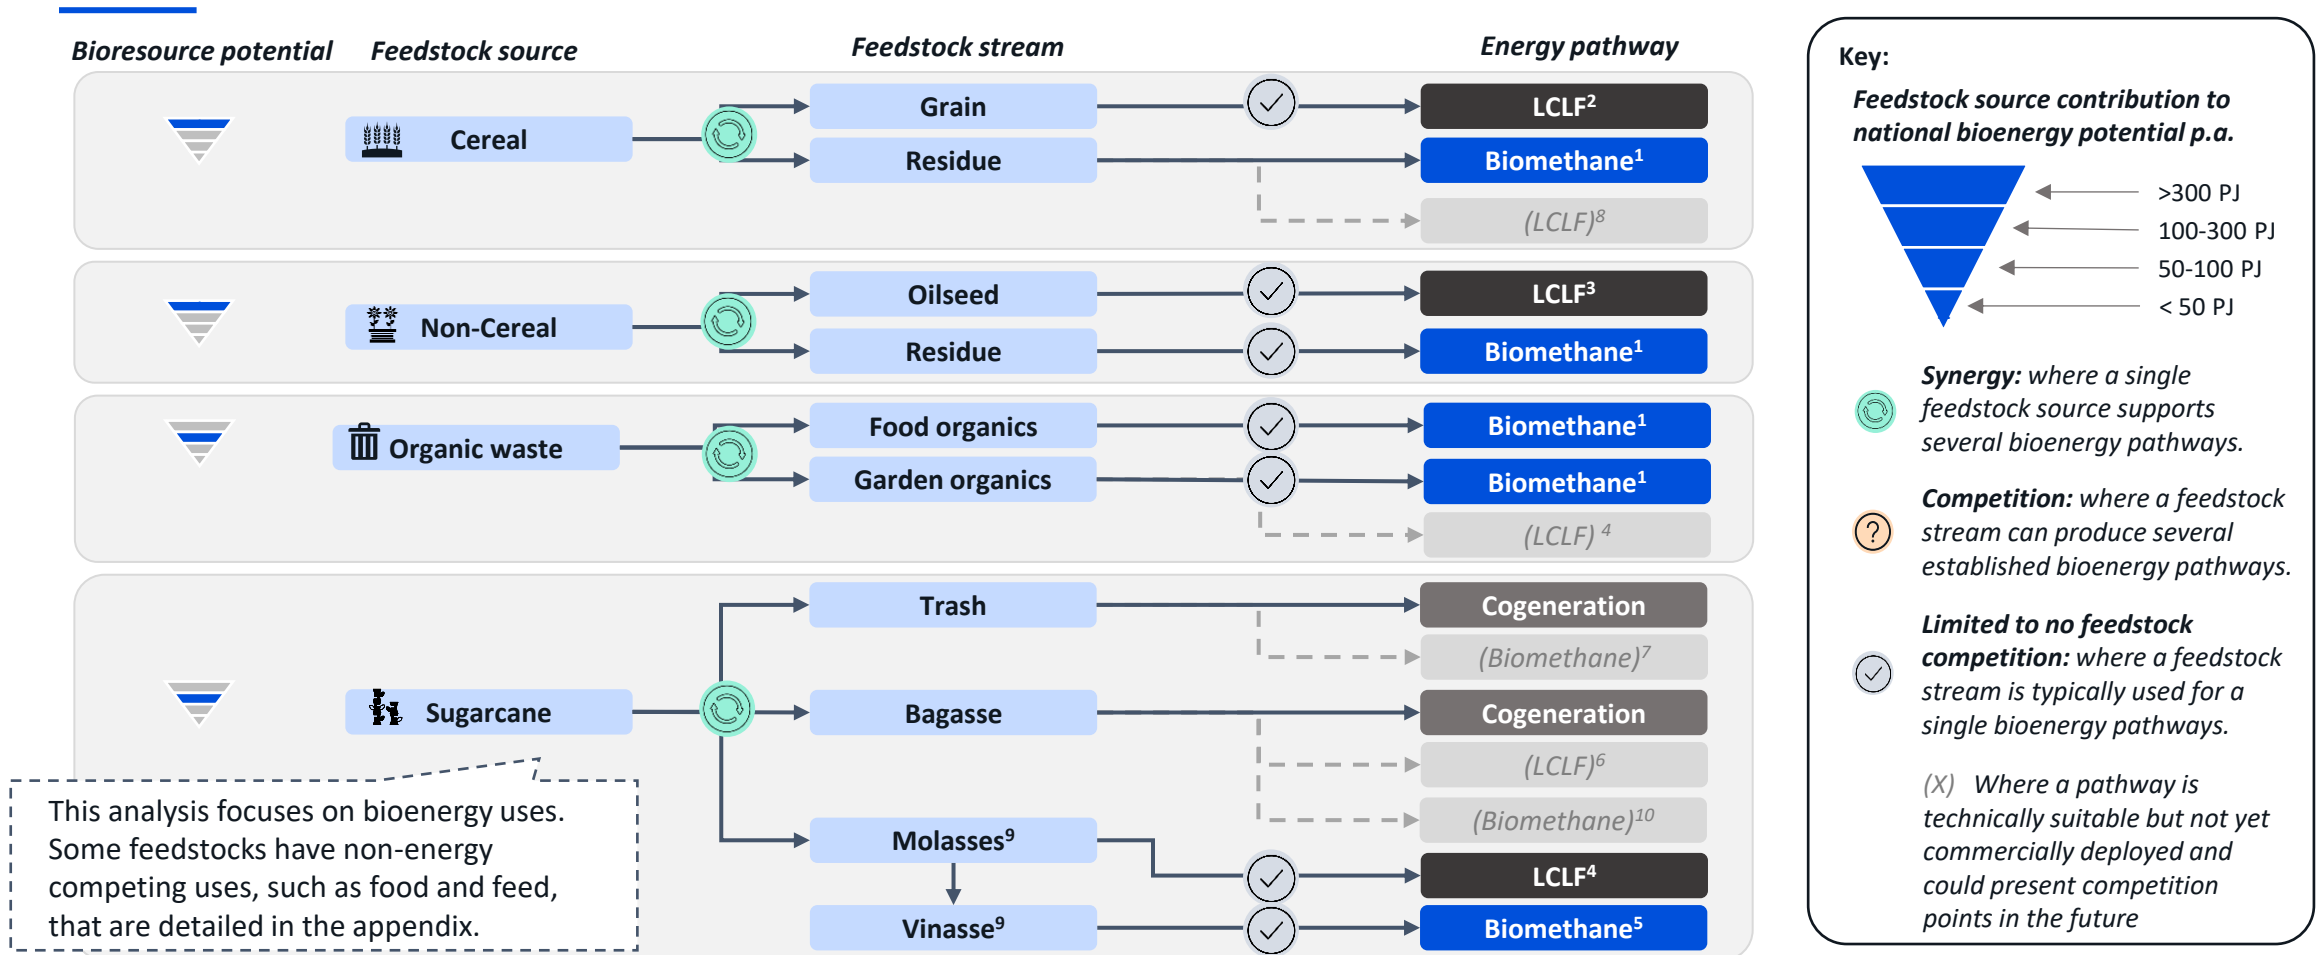 Bioresource potential
Feedstock source
Feedstock stream
Energy pathway
Cereal
Grain
LCLF²
Residue
Biomethane¹
(LCLF)⁸
Non-Cereal
Oilseed
LCLF³
Residue
Biomethane¹
Organic waste
Food organics
Biomethane¹
Garden organics
Biomethane¹
(LCLF) ⁴
Sugarcane
Trash
Cogeneration
(Biomethane)⁷
Bagasse
Cogeneration
(LCLF)⁶
(Biomethane)¹⁰
Molasses⁹
LCLF⁴
Vinasse⁹
Biomethane⁵
This analysis focuses on bioenergy uses.
Some feedstocks have non-energy
competing uses, such as food and feed,
that are detailed in the appendix.
Key:
Feedstock source contribution to
national bioenergy potential p.a.
>300 PJ
100-300 PJ
50-100 PJ
< 50 PJ
Synergy: where a single
feedstock source supports
several bioenergy pathways.
?
Competition: where a feedstock
stream can produce several
established bioenergy pathways.
Limited to no feedstock
competition: where a feedstock
stream is typically used for a
single bioenergy pathways.
(X) Where a pathway is
technically suitable but not yet
commercially deployed and
could present competition
points in the future